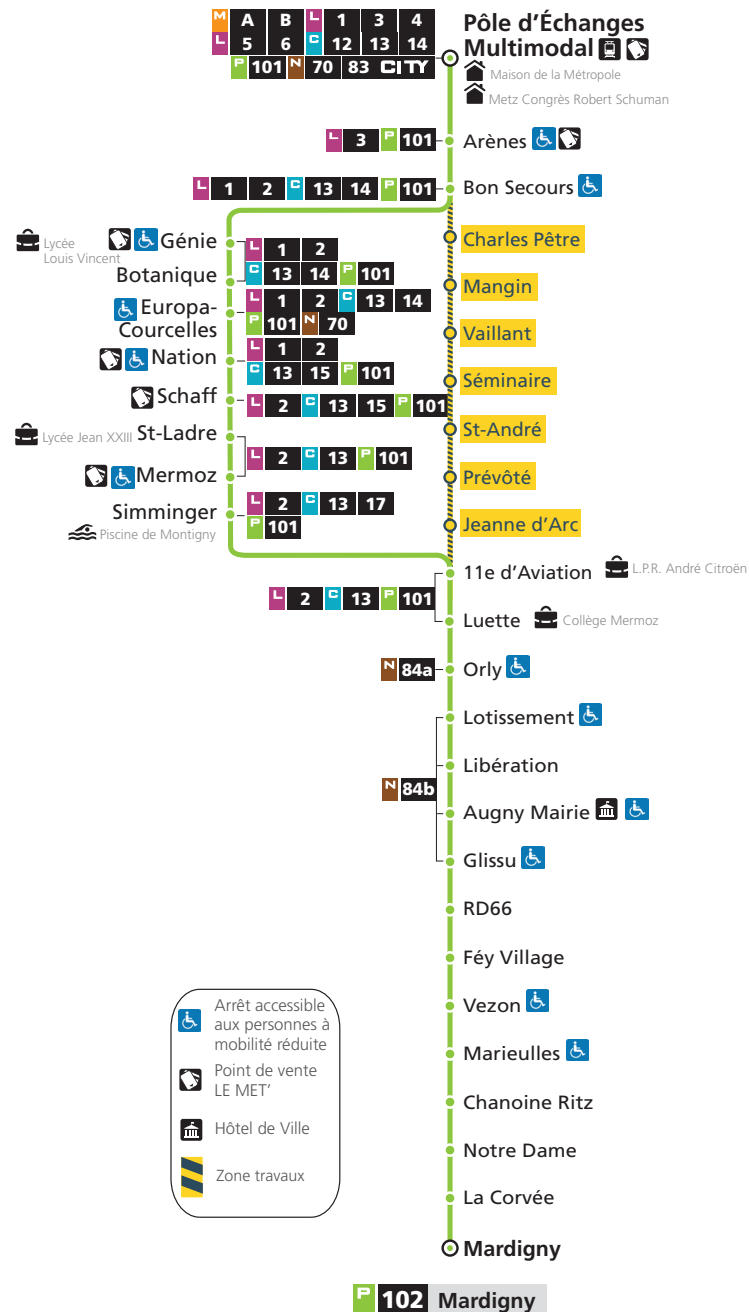 M A B L 1 3 4
L 5 6 C 12 13 14
P 101 N 70 83 CITY
Pôle d'Échanges
Multimodal
Maison de la Métropole
Metz Congrès Robert Schuman
L 3 P 101
Arènes
L 1 2 C 13 14 P 101
Bon Secours
Lycée
Louis Vincent
Génie
L 1 2
Botanique
C 13 14 P 101
Europa-
Courcelles
L 1 2 C 13 14
P 101 N 70
Nation
L 1 2
C 13 15 P 101
Schaff
L 2 C 13 15 P 101
Lycée Jean XXIII
St-Ladre
L 2 C 13 P 101
Mermoz
Simminger
L 2 C 13 17
P 101
Piscine de Montigny
Charles Pêtre
Mangin
Vaillant
Séminaire
St-André
Prévôté
Jeanne d'Arc
11e d'Aviation
L.P.R. André Citroën
L 2 C 13 P 101
Luette
Collège Mermoz
N 84a
Orly
Lotissement
Libération
N 84b
Augny Mairie
Glissu
RD66
Féy Village
Vezon
Marieulles
Chanoine Ritz
Notre Dame
La Corvée
Mardigny
Arrêt accessible
aux personnes à
mobilité réduite
Point de vente
LE MET'
Hôtel de Ville
Zone travaux
P 102 Mardigny